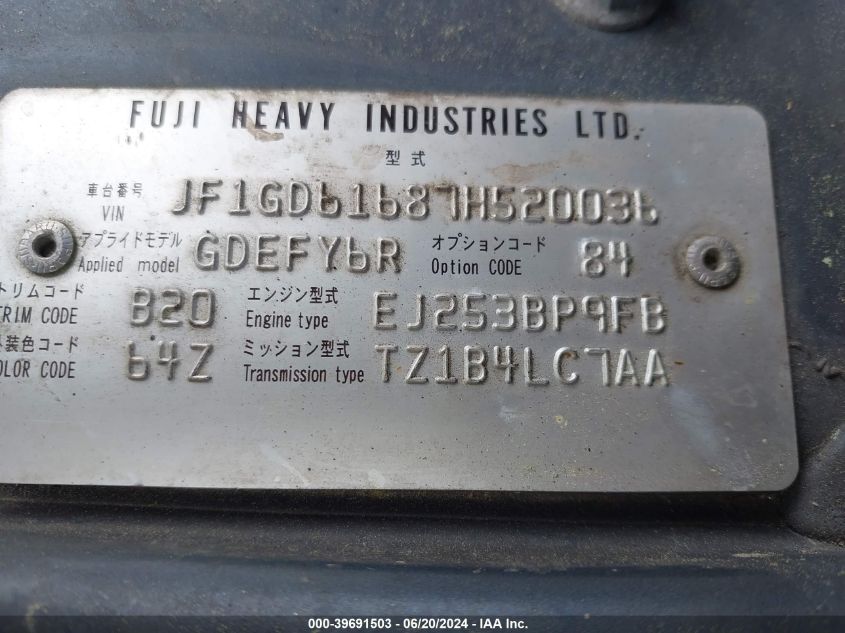 FUJI HEAVY INDUSTRIES LTD.
型式
車台番号 VIN JF1GD61687H520036
アプライドモデル Applied model GDEFY6R オプションコード Option CODE 84
トリムコード TRIM CODE B20 エンジン型式 Engine type EJ253BP9FB
装色コード OLOR CODE 64Z ミッション型式 Transmission type TZ1B4LC7AA
000-39691503 - 06/20/2024 - IAA Inc.